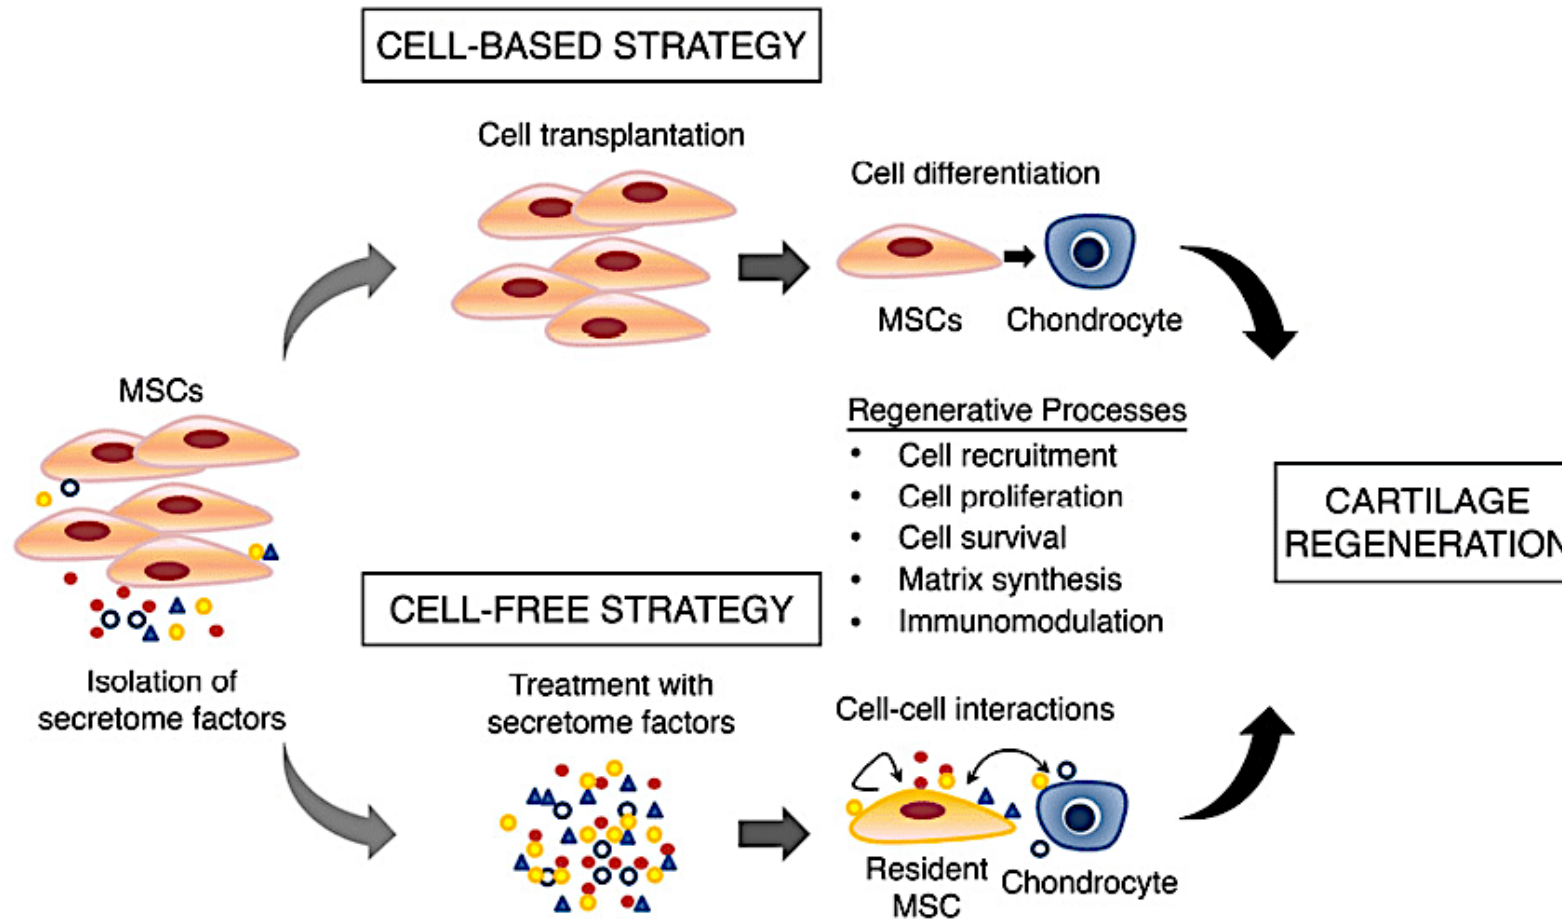 CELL-BASED STRATEGY
Cell transplantation
Cell differentiation
MSCs
Chondrocyte
MSCs
Isolation of
secretome factors
Regenerative Processes
• Cell recruitment
• Cell proliferation
• Cell survival
• Matrix synthesis
• Immunomodulation
CARTILAGE
REGENERATION
CELL-FREE STRATEGY
Treatment with
secretome factors
Cell-cell interactions
Resident
MSC
Chondrocyte